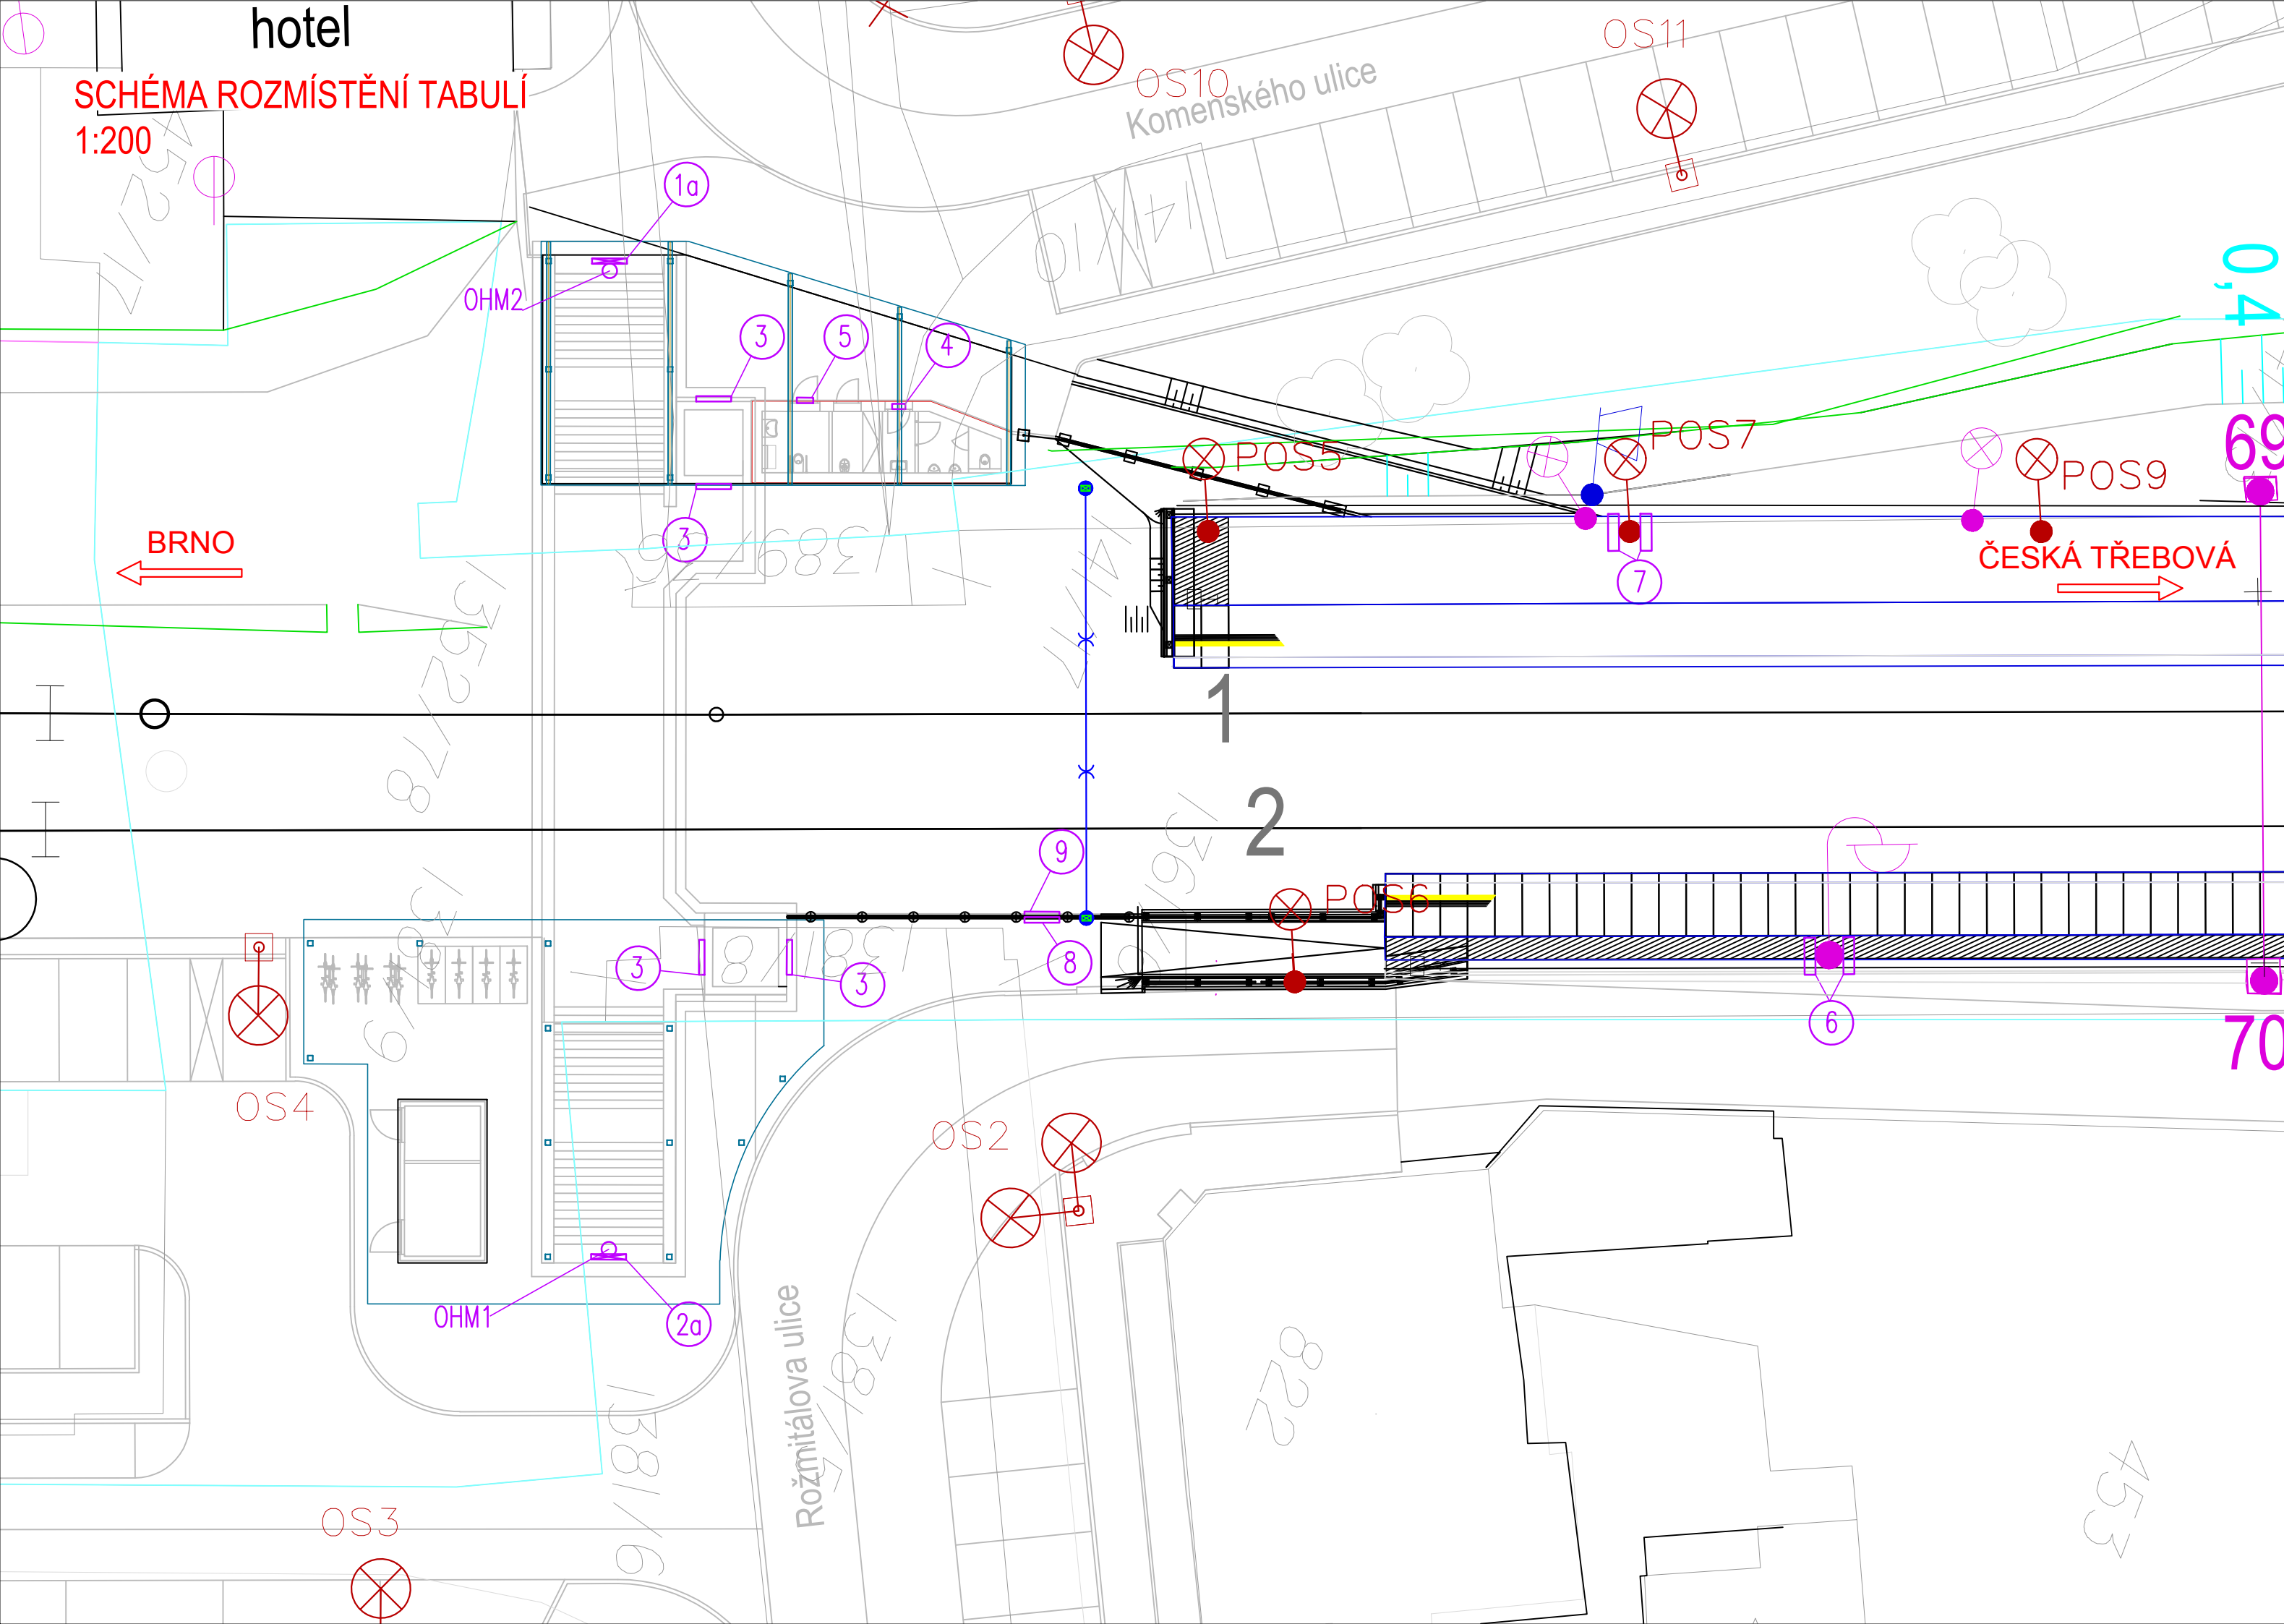 hotel
SCHÉMA ROZMÍSTĚNÍ TABULÍ
1:200
OS11
OS10
Komenského ulice
1a
OHM2
3
5
4
0,4
POS5
POS7
POS9
69
3
BRNO
7
ČESKÁ TŘEBOVÁ
1
2
9
POS6
8
3
3
6
70
OS4
OS2
OHM1
2a
Rožmitálova ulice
OS3